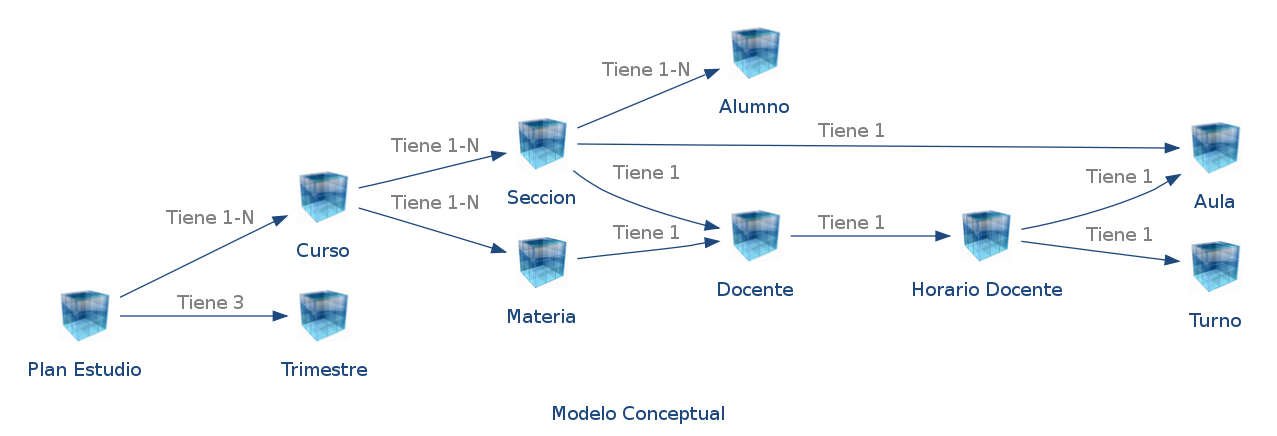 Tiene 1-N
Alumno
Tiene 1
Tiene 1-N
Seccion
Tiene 1
Aula
Tiene 1-N
Curso
Tiene 1-N
Materia
Tiene 1
Docente
Tiene 1
Horario Docente
Tiene 1
Tiene 1
Turno
Plan Estudio
Tiene 3
Trimestre
Modelo Conceptual